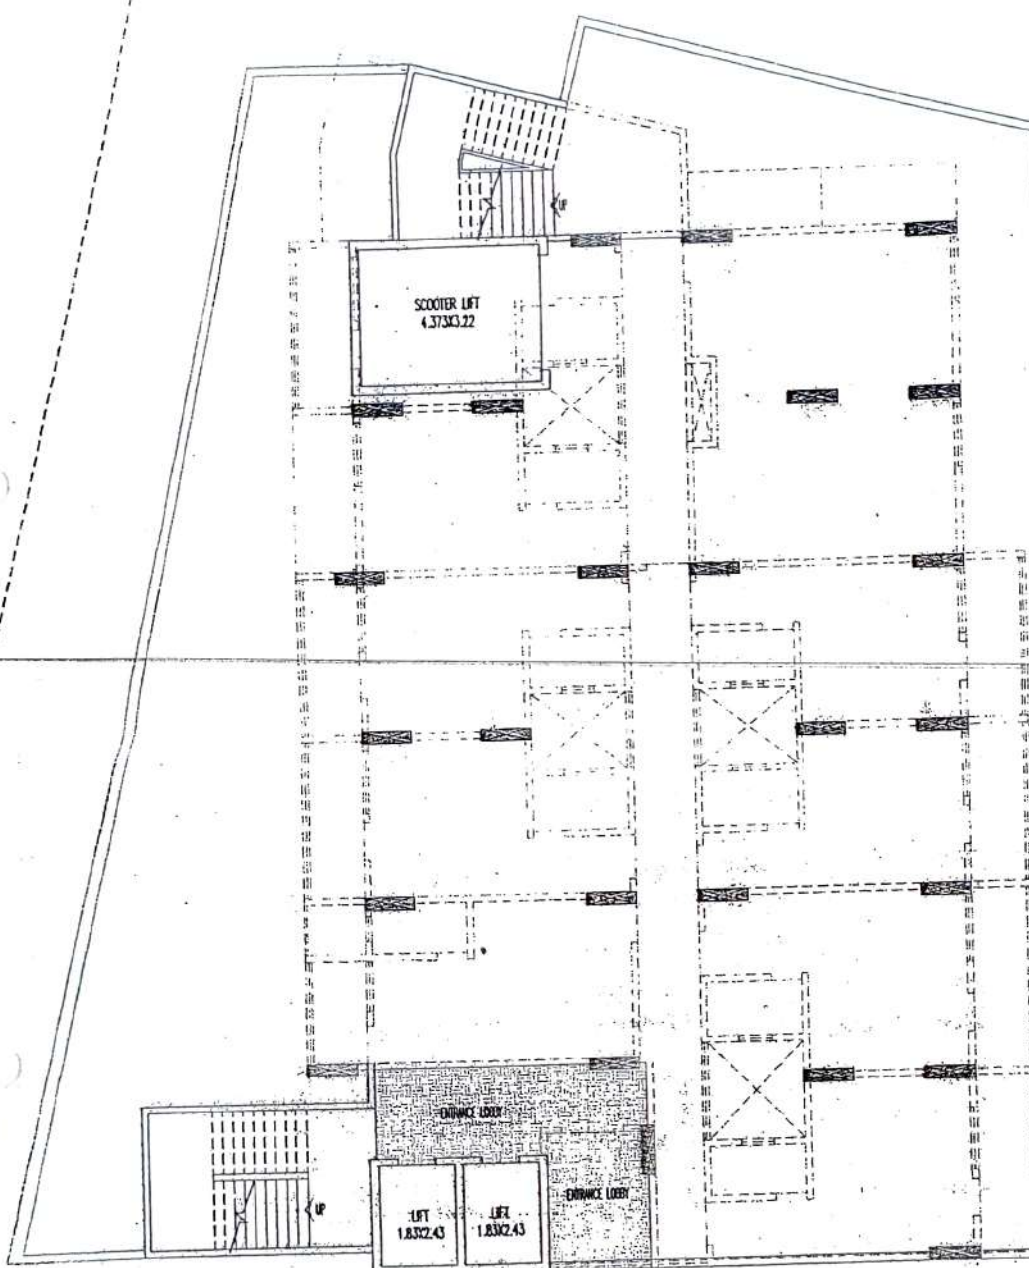 UP
SCOOTER LIFT
4.373X3.22
ENTRANCE LOBBY
ENTRANCE LOBBY
UP
LIFT
1.83X2.43
LIFT
1.83X2.43